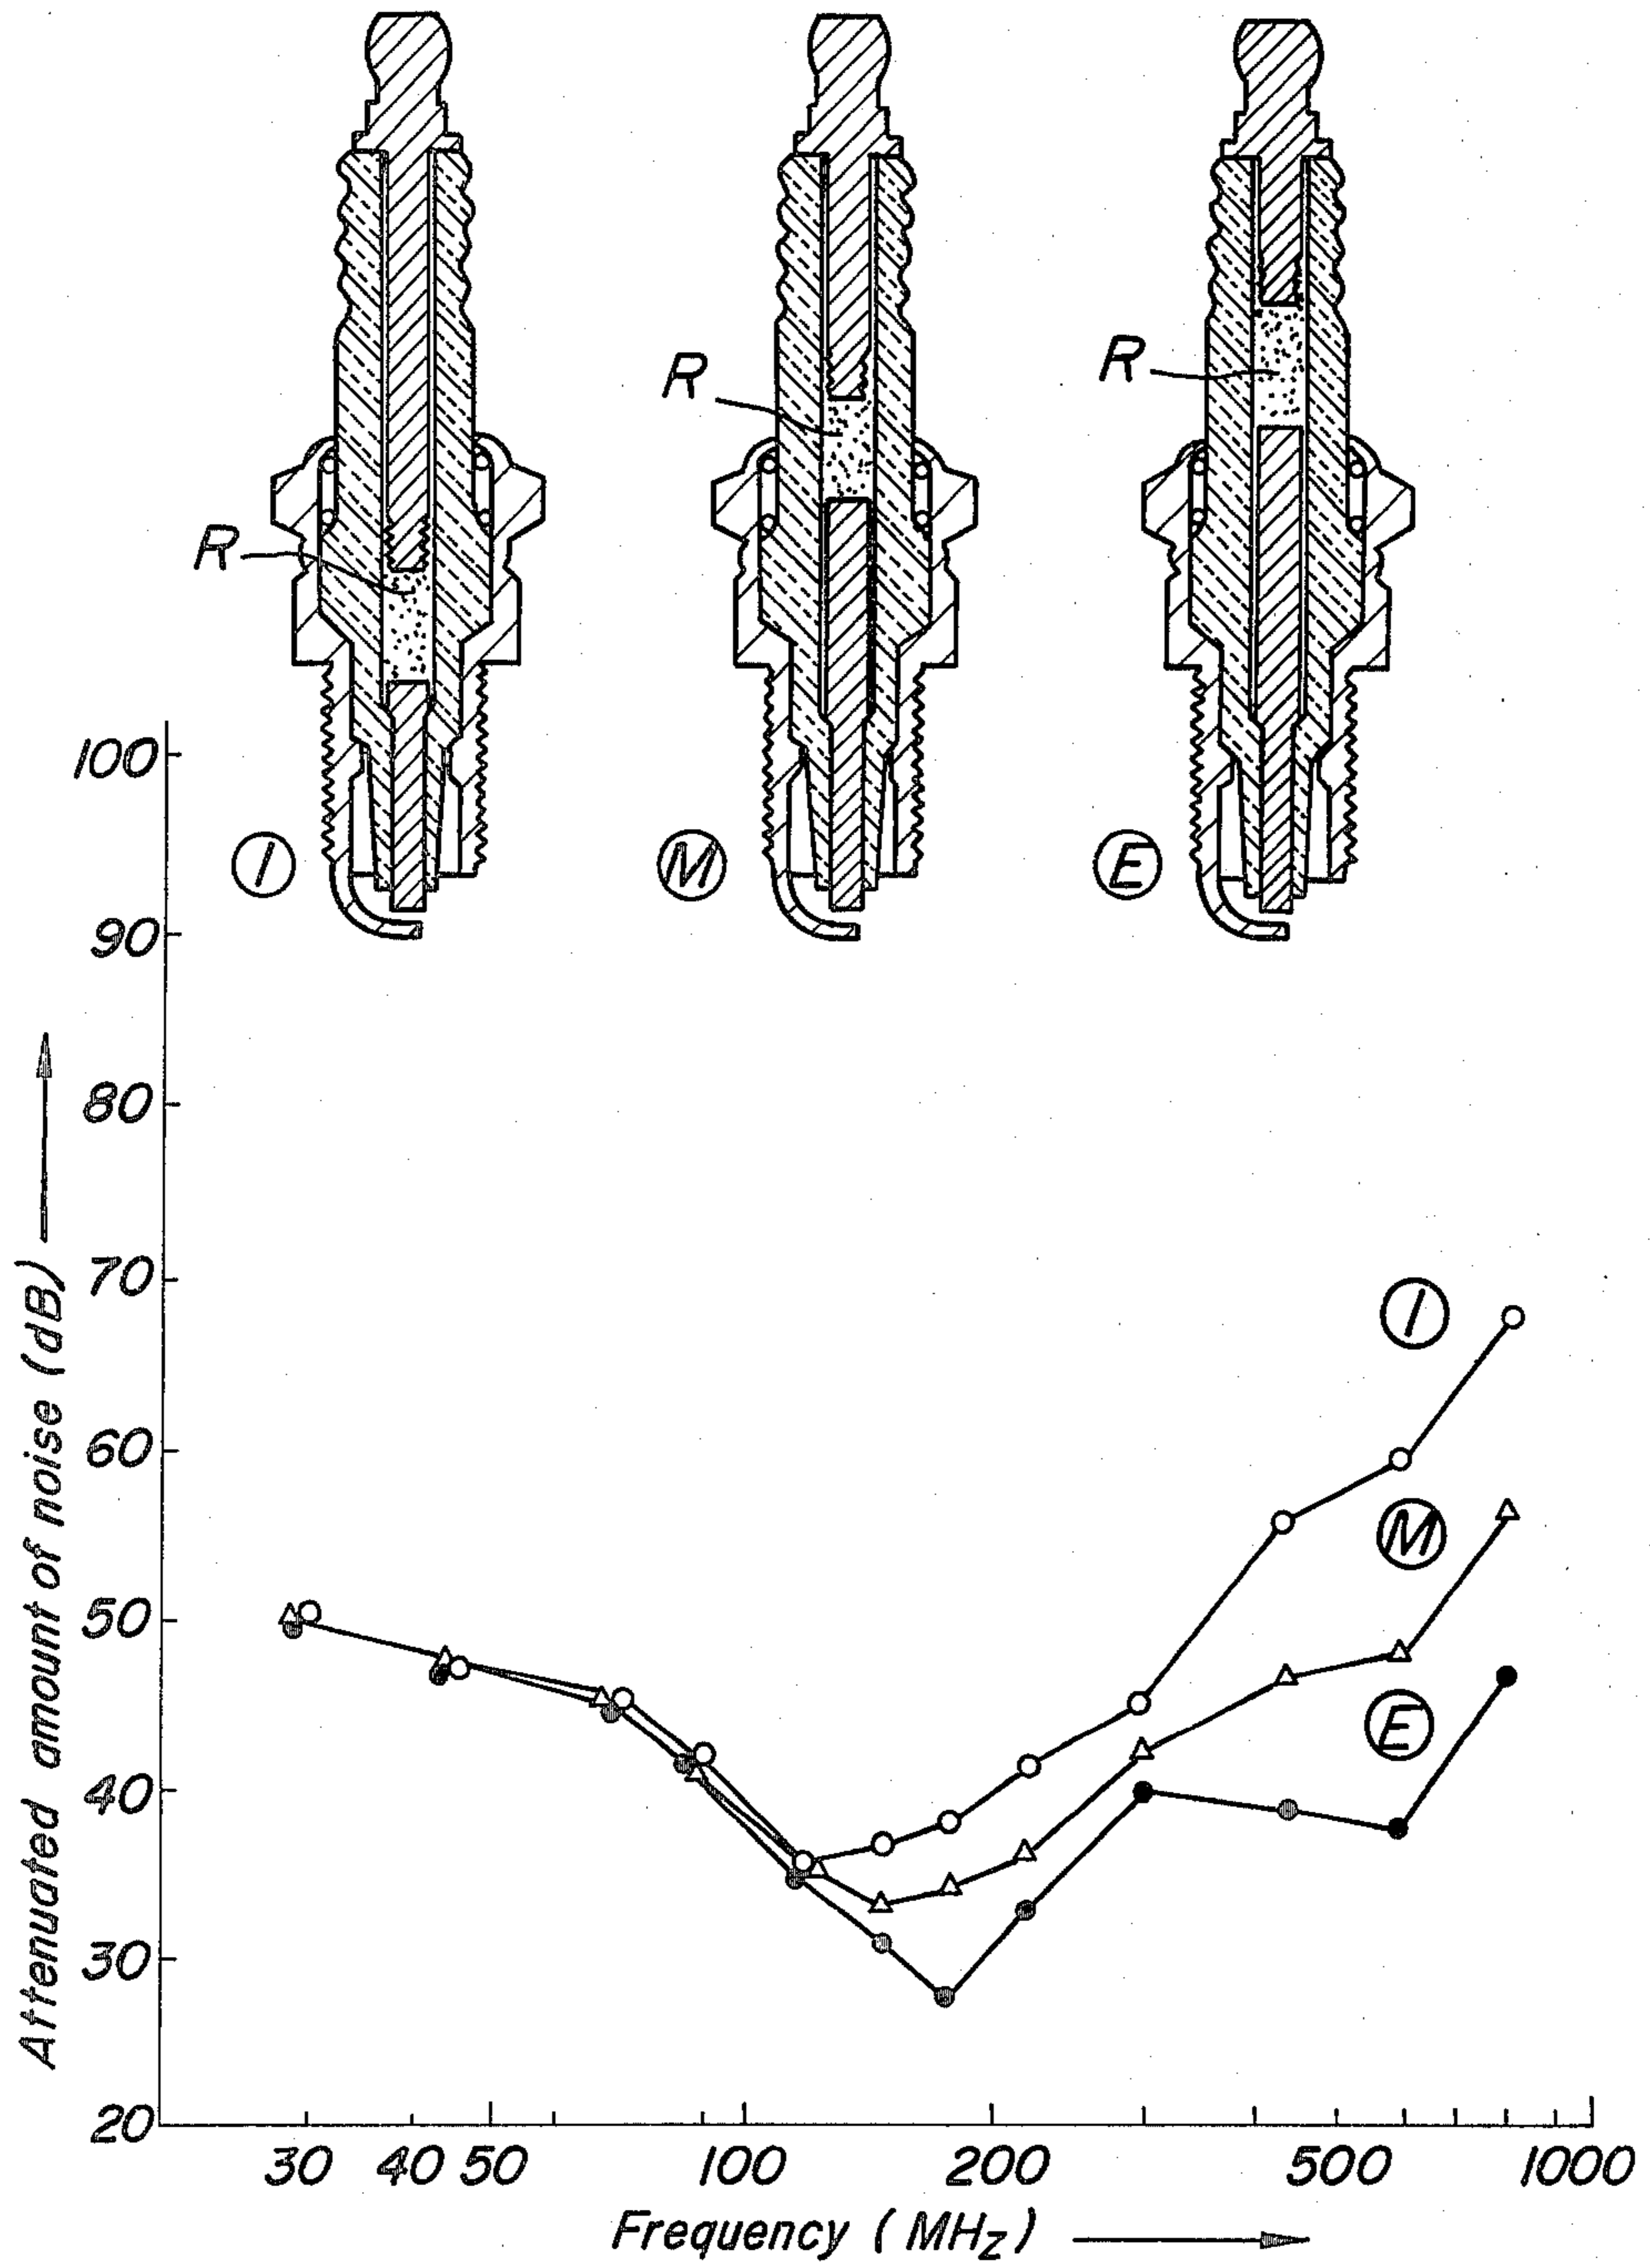 R
R
R
I
M
E
100
90
80
70
60
50
40
30
20
Attenuated amount of noise (dB)
I
M
E
30 40 50 100 200 500 1000
Frequency (MHz)